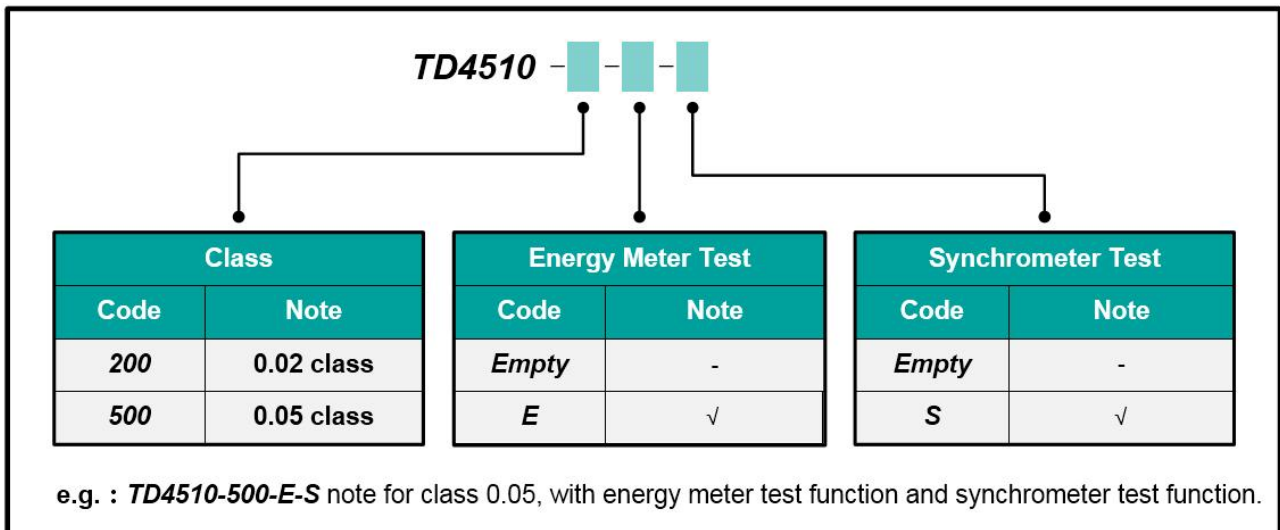 TD4510 - - -
Class
Code Note
200 0.02 class
500 0.05 class
Energy Meter Test
Code Note
Empty -
E √
Synchrometer Test
Code Note
Empty -
S √
e.g. : TD4510-500-E-S note for class 0.05, with energy meter test function and synchrometer test function.